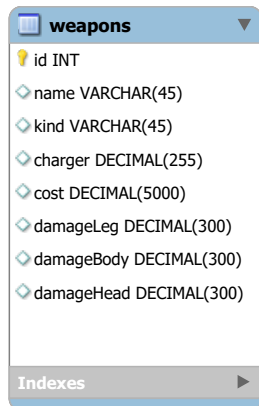 weapons
id INT
name VARCHAR(45)
kind VARCHAR(45)
charger DECIMAL(255)
cost DECIMAL(5000)
damageLeg DECIMAL(300)
damageBody DECIMAL(300)
damageHead DECIMAL(300)
Indexes